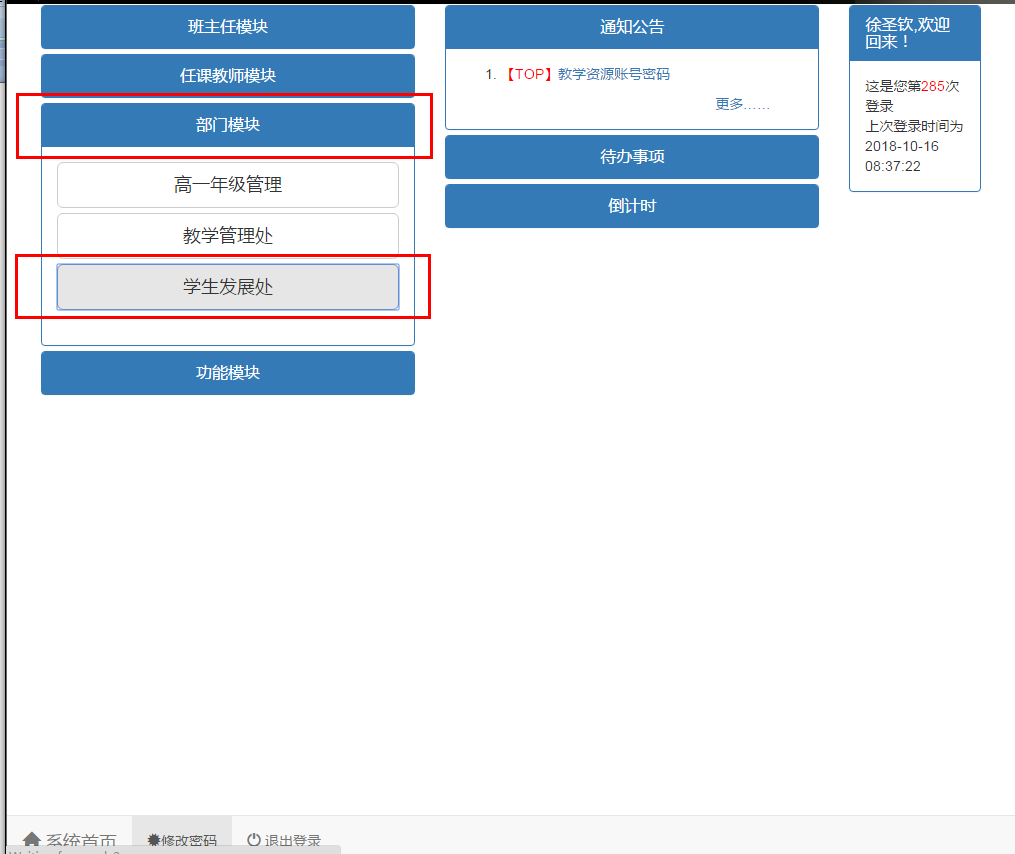 班主任模块
任课教师模块
部门模块
高一年级管理
教学管理处
学生发展处
功能模块
通知公告
1. 【TOP】教学资源账号密码
更多……
待办事项
倒计时
徐圣钦,欢迎
回来！
这是您第285次
登录
上次登录时间为
2018-10-16
08:37:22
系统首页 修改密码 退出登录